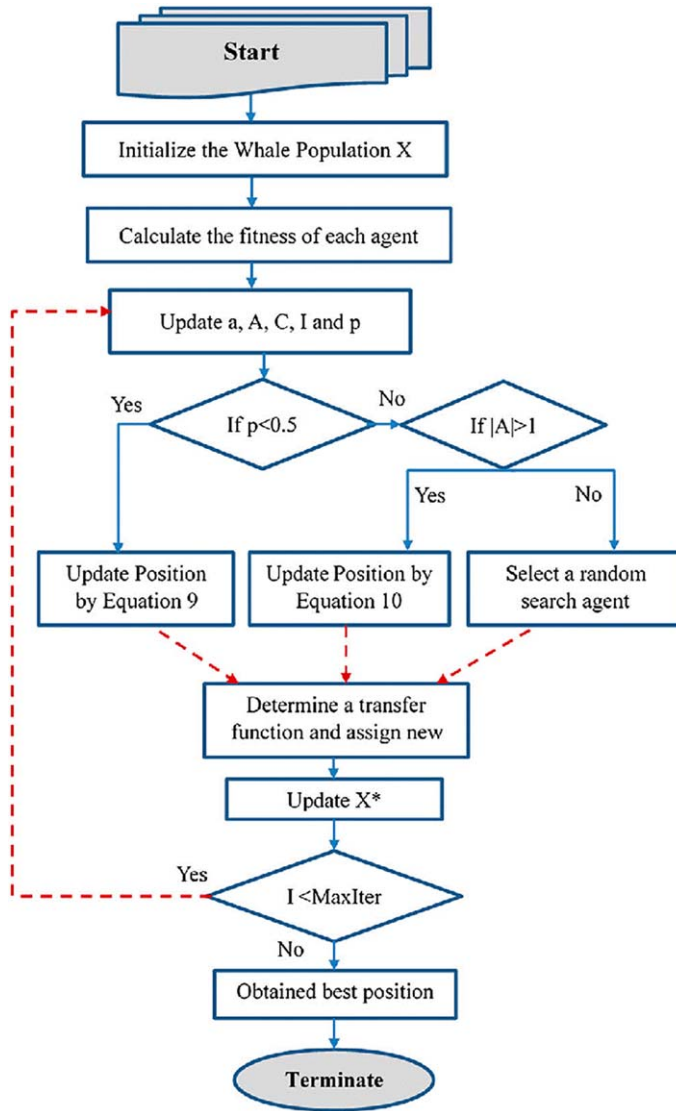 Start
Initialize the Whale Population X
Calculate the fitness of each agent
Update a, A, C, I and p
Yes
If p<0.5
No
If |A|>1
Yes
No
Update Position
by Equation 9
Update Position by
Equation 10
Select a random
search agent
Determine a transfer
function and assign new
Update X*
Yes
I <MaxIter
No
Obtained best position
Terminate